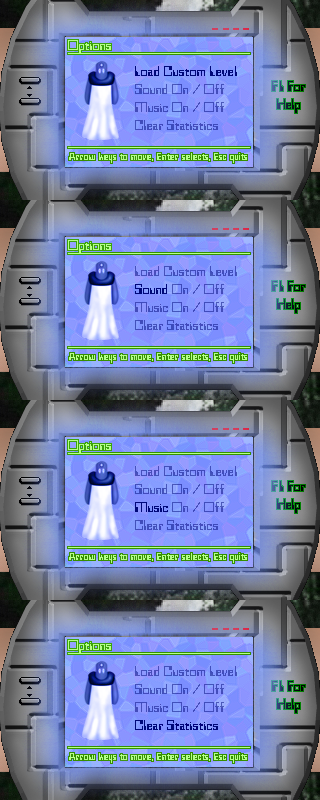 Options
Load Custom Level
Sound On / Off
Music On / Off
Clear Statistics
Arrow keys to move, Enter selects, Esc quits
F1 For
Help
Options
Load Custom Level
Sound On / Off
Music On / Off
Clear Statistics
Arrow keys to move, Enter selects, Esc quits
F1 For
Help
Options
Load Custom Level
Sound On / Off
Music On / Off
Clear Statistics
Arrow keys to move, Enter selects, Esc quits
F1 For
Help
Options
Load Custom Level
Sound On / Off
Music On / Off
Clear Statistics
Arrow keys to move, Enter selects, Esc quits
F1 For
Help